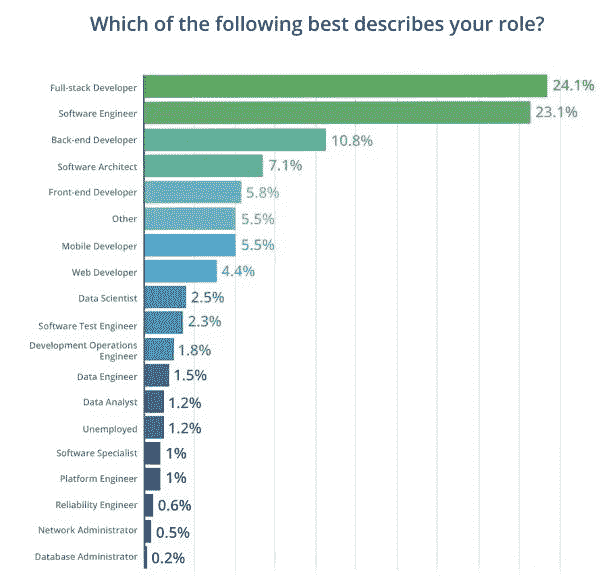 Which of the following best describes your role?
Full-stack Developer 24.1%
Software Engineer 23.1%
Back-end Developer 10.8%
Software Architect 7.1%
Front-end Developer 5.8%
Other 5.5%
Mobile Developer 5.5%
Web Developer 4.4%
Data Scientist 2.5%
Software Test Engineer 2.3%
Development Operations
Engineer 1.8%
Data Engineer 1.5%
Data Analyst 1.2%
Unemployed 1.2%
Software Specialist 1%
Platform Engineer 1%
Reliability Engineer 0.6%
Network Administrator 0.5%
Database Administrator 0.2%